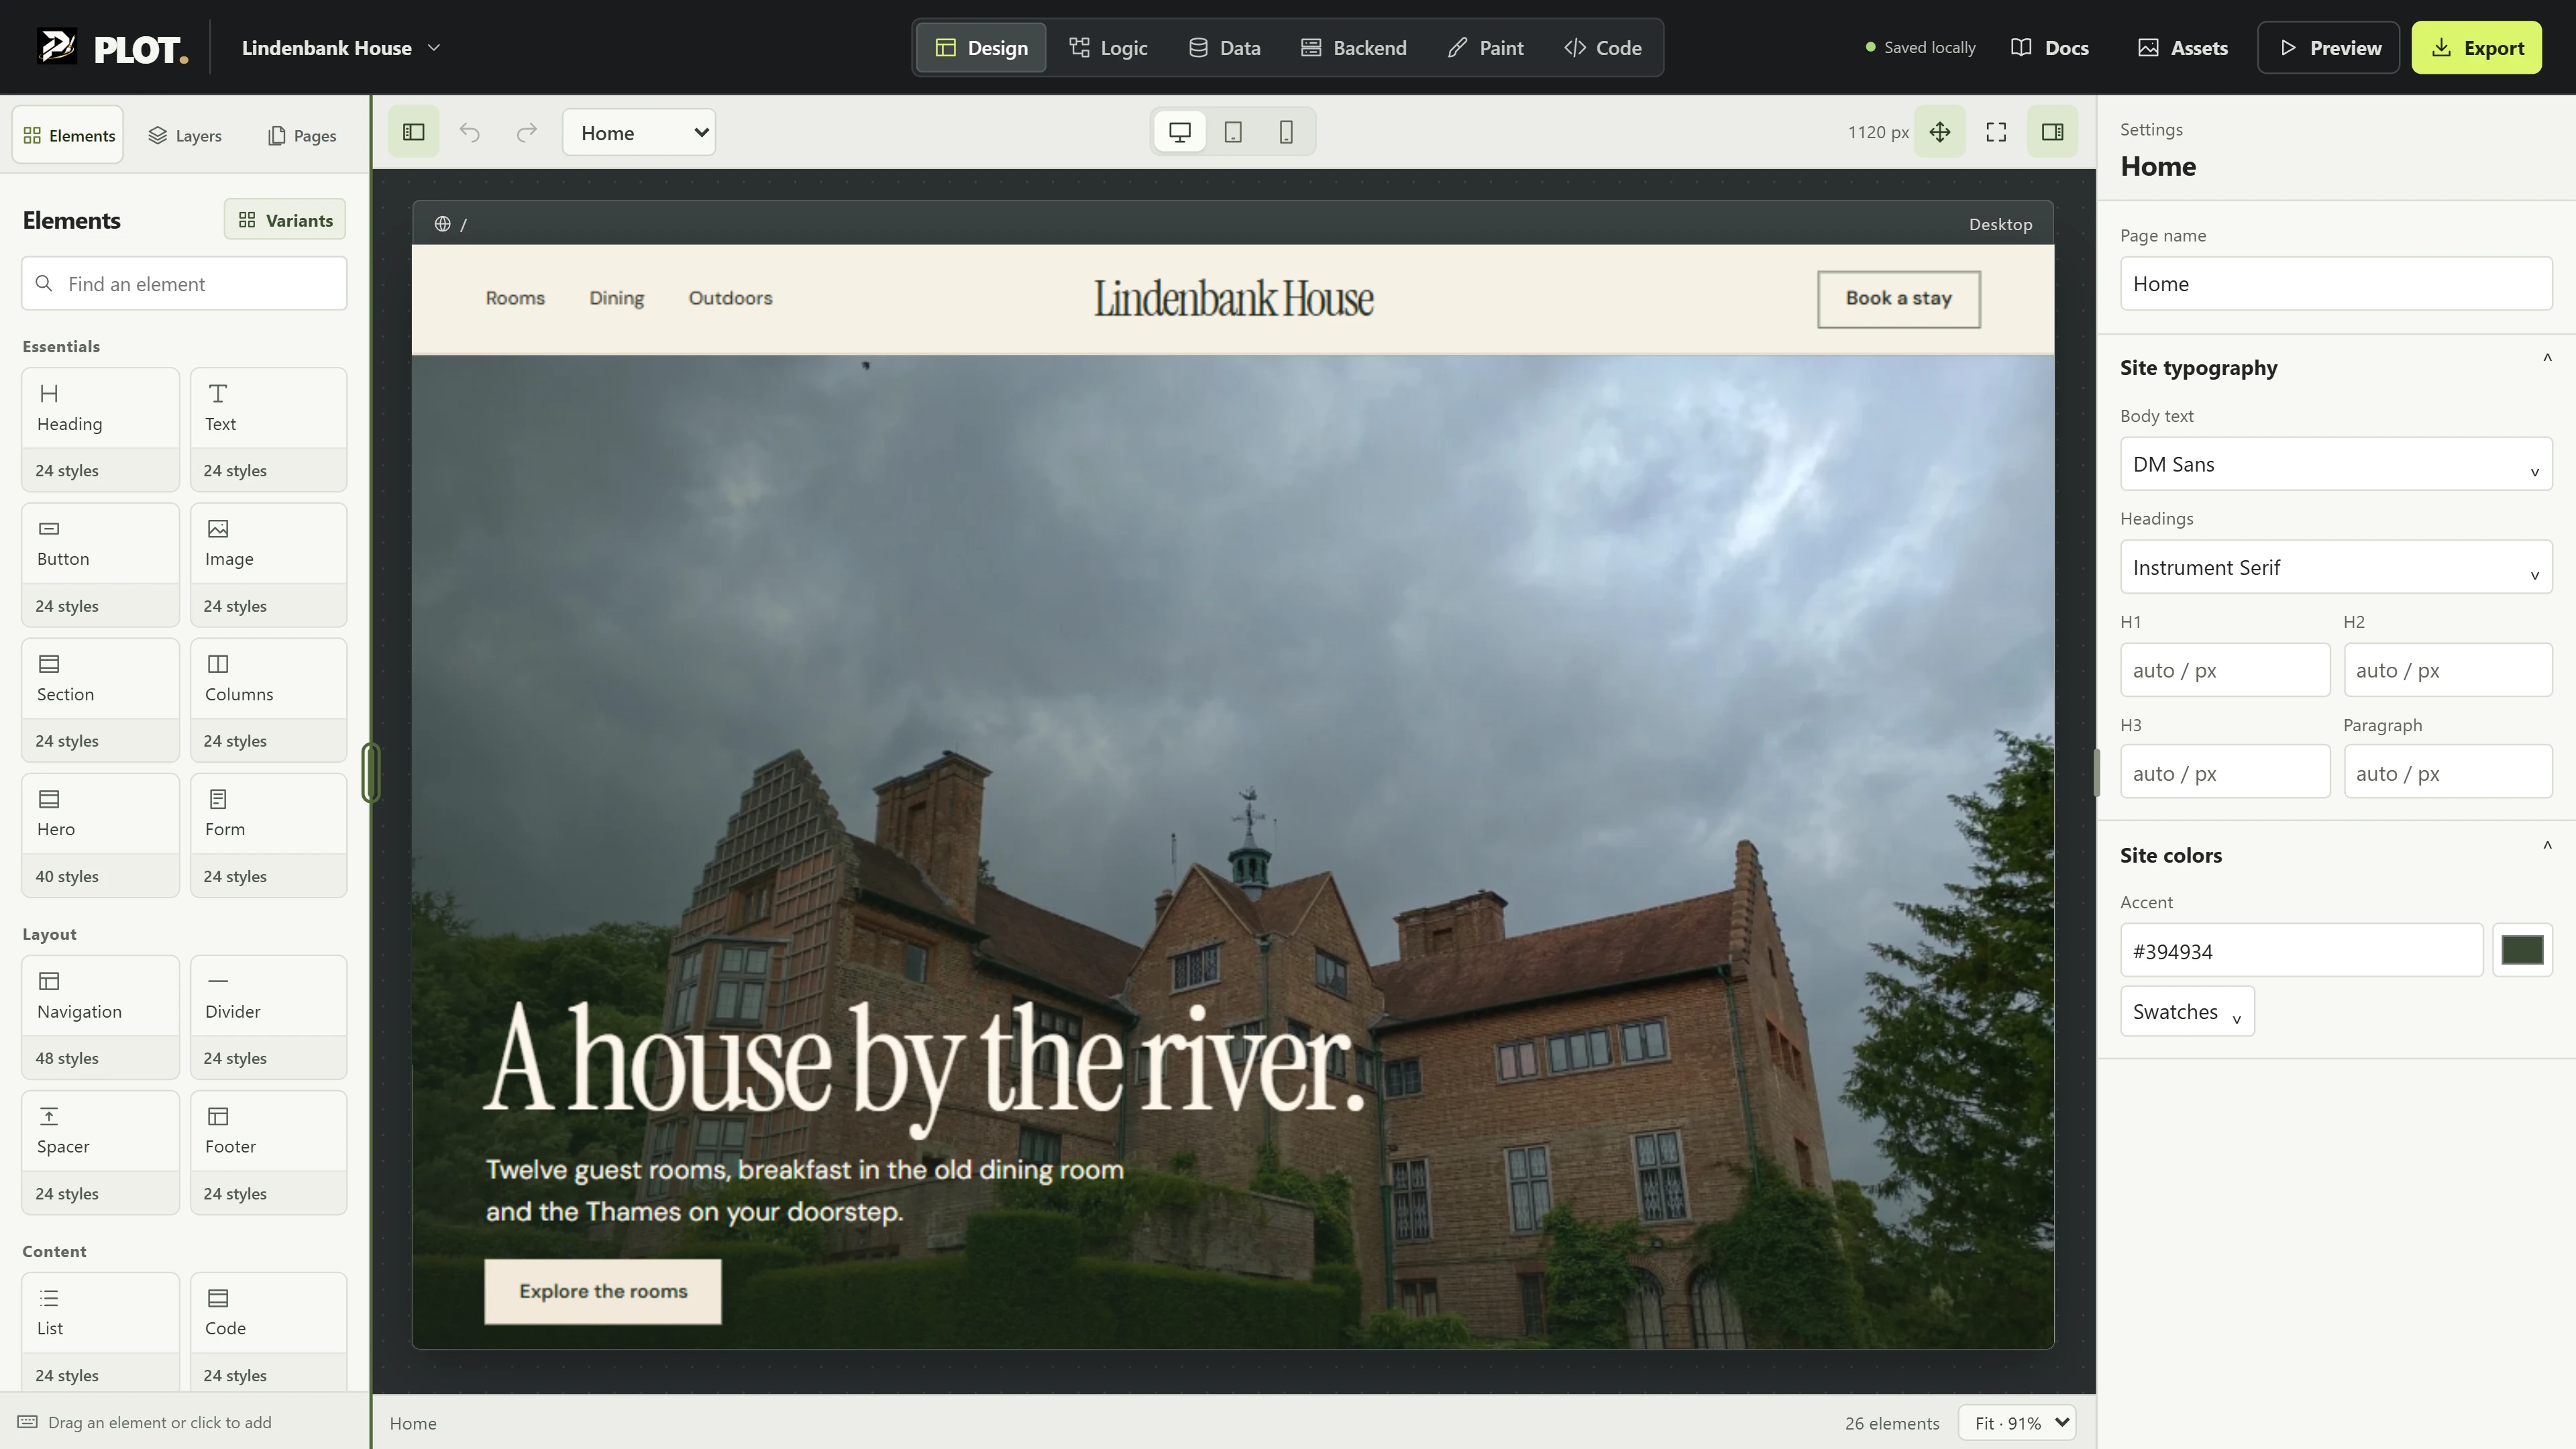 PLOT.
Lindenbank House
Design
Logic
Data
Backend
Paint
Code
Saved locally
Docs
Assets
Preview
Export
Elements
Layers
Pages
Home
1120 px
Elements
Variants
Find an element
Essentials
Heading
Text
24 styles
24 styles
Button
Image
24 styles
24 styles
Section
Columns
24 styles
24 styles
Hero
Form
40 styles
24 styles
Layout
Navigation
Divider
48 styles
24 styles
Spacer
Footer
24 styles
24 styles
Content
List
Code
24 styles
24 styles
Drag an element or click to add
/
Desktop
Rooms
Dining
Outdoors
Lindenbank House
Book a stay
A house by the river.
Twelve guest rooms, breakfast in the old dining room
and the Thames on your doorstep.
Explore the rooms
Home
26 elements
Fit · 91%
Settings
Home
Page name
Home
Site typography
Body text
DM Sans
Headings
Instrument Serif
H1
H2
auto / px
auto / px
H3
Paragraph
auto / px
auto / px
Site colors
Accent
#394934
Swatches